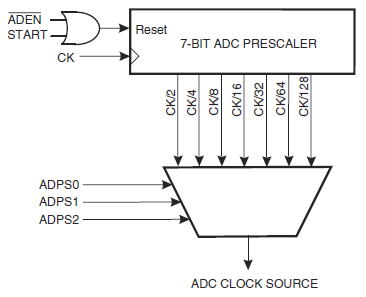 ADEN
START
Reset
7-BIT ADC PRESCALER
CK
CK/2
CK/4
CK/8
CK/16
CK/32
CK/64
CK/128
ADPS0
ADPS1
ADPS2
ADC CLOCK SOURCE